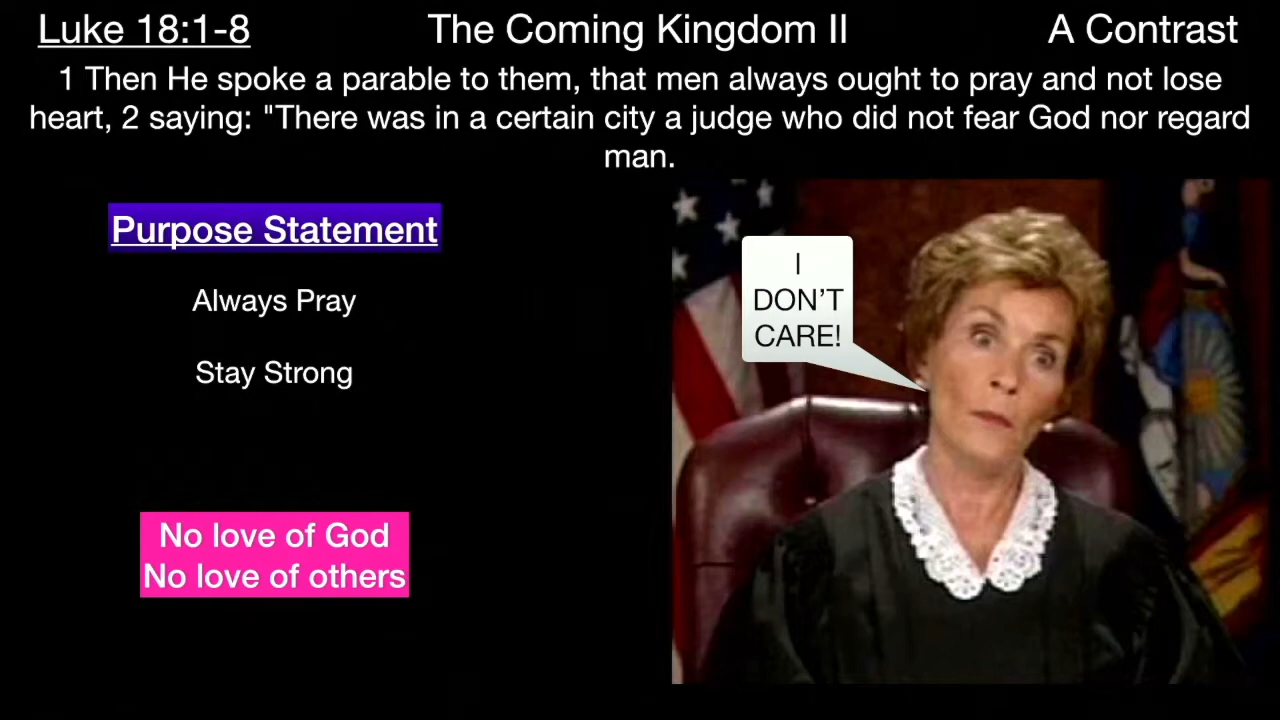 Luke 18:1-8 The Coming Kingdom II A Contrast
1 Then He spoke a parable to them, that men always ought to pray and not lose
heart, 2 saying: "There was in a certain city a judge who did not fear God nor regard
man.
Purpose Statement
Always Pray
Stay Strong
No love of God
No love of others
I
DON'T
CARE!